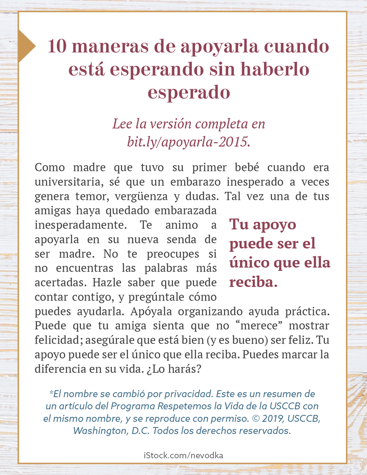 10 maneras de apoyarla cuando
está esperando sin haberlo
esperado
Lee la versión completa en
bit.ly/apoyarla-2015.
Como madre que tuvo su primer bebé cuando era
universitaria, sé que un embarazo inesperado a veces
genera temor, vergüenza y dudas. Tal vez una de tus
amigas haya quedado embarazada
inesperadamente. Te animo a
apoyarla en su nueva senda de
ser madre. No te preocupes si
no encuentras las palabras más
acertadas. Hazle saber que puede
contar contigo, y pregúntale cómo
puedes ayudarla. Apóyala organizando ayuda práctica.
Puede que tu amiga sienta que no “merece” mostrar
felicidad; asegúrale que está bien (y es bueno) ser feliz. Tu
apoyo puede ser el único que ella reciba. Puedes marcar la
diferencia en su vida. ¿Lo harás?
Tu apoyo
puede ser el
único que ella
reciba.
*El nombre se cambió por privacidad. Este es un resumen de
un artículo del Programa Respetemos la Vida de la USCCB con
el mismo nombre, y se reproduce con permiso. © 2019, USCCB,
Washington, D.C. Todos los derechos reservados.
iStock.com/nevodka